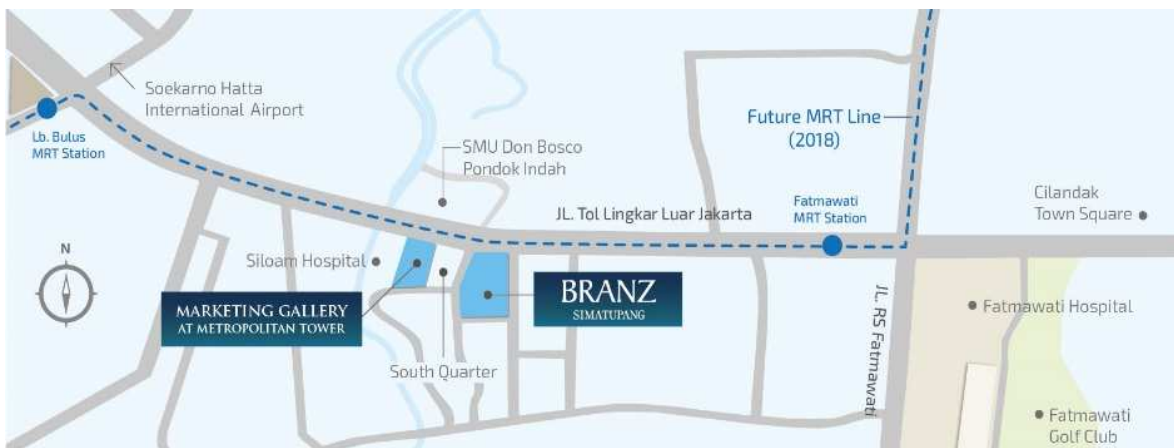 Soekarno Hatta
International Airport
Lb. Bulus
MRT Station
SMU Don Bosco
Pondok Indah
Future MRT Line
(2018)
JL. Tol Lingkar Luar Jakarta
Fatmawati
MRT Station
Cilandak
Town Square
N
Siloam Hospital
MARKETING GALLERY
AT METROPOLITAN TOWER
BRANZ
SIMATUPANG
South Quarter
JL. RS Fatmawati
Fatmawati Hospital
Fatmawati
Golf Club